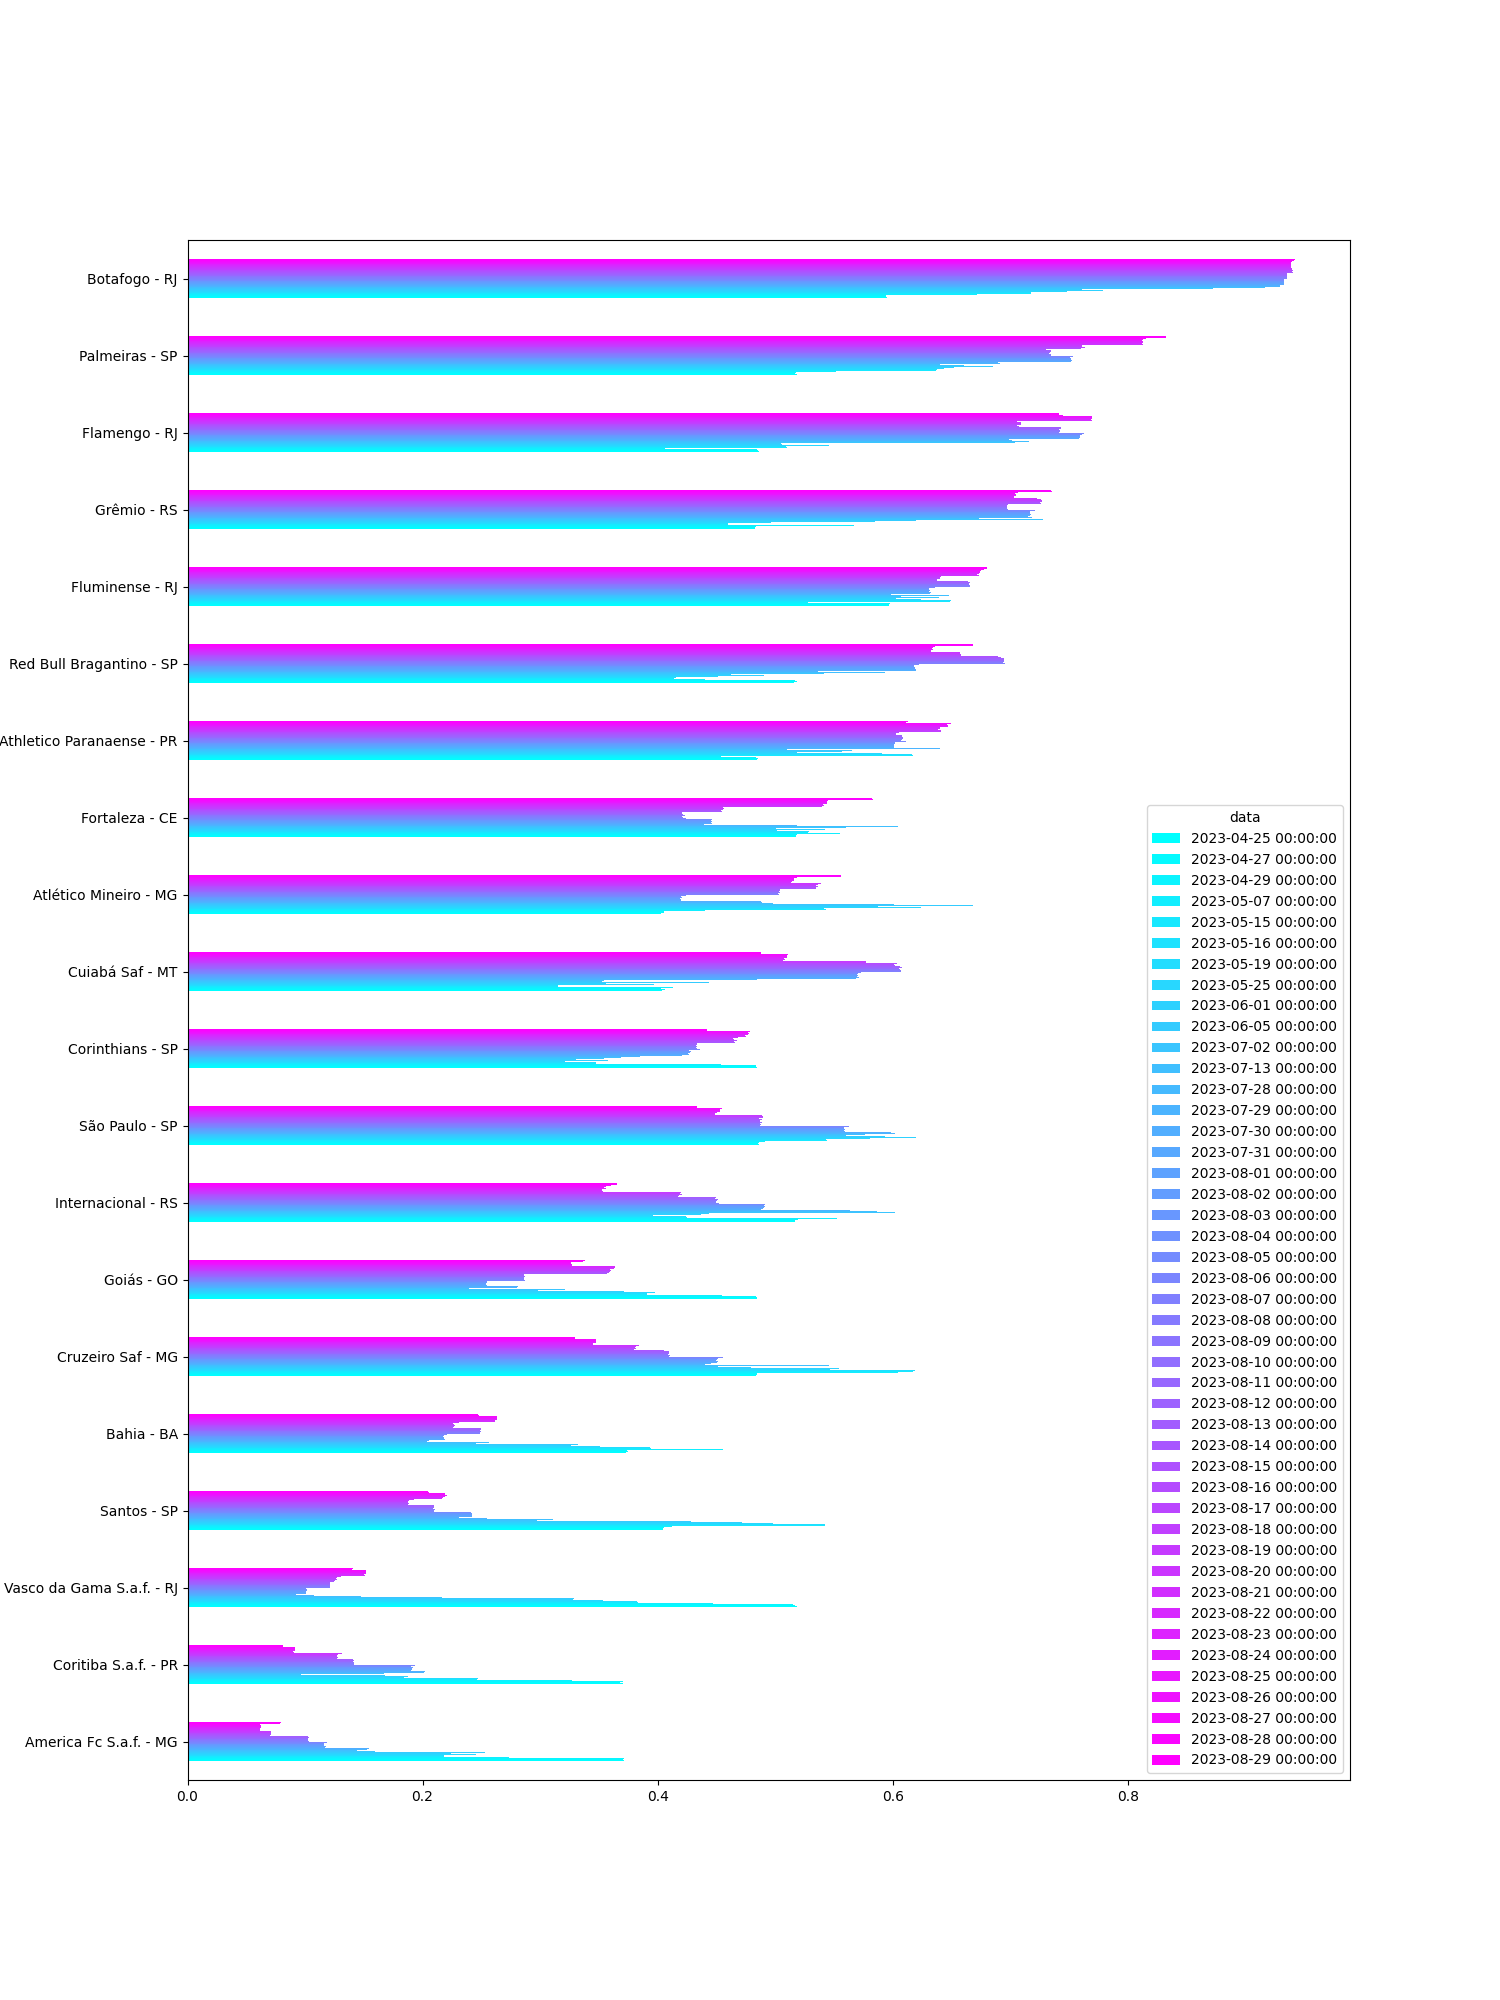 Botafogo - RJ
Palmeiras - SP
Flamengo - RJ
Grêmio - RS
Fluminense - RJ
Red Bull Bragantino - SP
Athletico Paranaense - PR
Fortaleza - CE
Atlético Mineiro - MG
Cuiabá Saf - MT
Corinthians - SP
São Paulo - SP
Internacional - RS
Goiás - GO
Cruzeiro Saf - MG
Bahia - BA
Santos - SP
Vasco da Gama S.a.f. - RJ
Coritiba S.a.f. - PR
America Fc S.a.f. - MG
data
2023-04-25 00:00:00
2023-04-27 00:00:00
2023-04-29 00:00:00
2023-05-07 00:00:00
2023-05-15 00:00:00
2023-05-16 00:00:00
2023-05-19 00:00:00
2023-05-25 00:00:00
2023-06-01 00:00:00
2023-06-05 00:00:00
2023-07-02 00:00:00
2023-07-13 00:00:00
2023-07-28 00:00:00
2023-07-29 00:00:00
2023-07-30 00:00:00
2023-07-31 00:00:00
2023-08-01 00:00:00
2023-08-02 00:00:00
2023-08-03 00:00:00
2023-08-04 00:00:00
2023-08-05 00:00:00
2023-08-06 00:00:00
2023-08-07 00:00:00
2023-08-08 00:00:00
2023-08-09 00:00:00
2023-08-10 00:00:00
2023-08-11 00:00:00
2023-08-12 00:00:00
2023-08-13 00:00:00
2023-08-14 00:00:00
2023-08-15 00:00:00
2023-08-16 00:00:00
2023-08-17 00:00:00
2023-08-18 00:00:00
2023-08-19 00:00:00
2023-08-20 00:00:00
2023-08-21 00:00:00
2023-08-22 00:00:00
2023-08-23 00:00:00
2023-08-24 00:00:00
2023-08-25 00:00:00
2023-08-26 00:00:00
2023-08-27 00:00:00
2023-08-28 00:00:00
2023-08-29 00:00:00
0.0 0.2 0.4 0.6 0.8